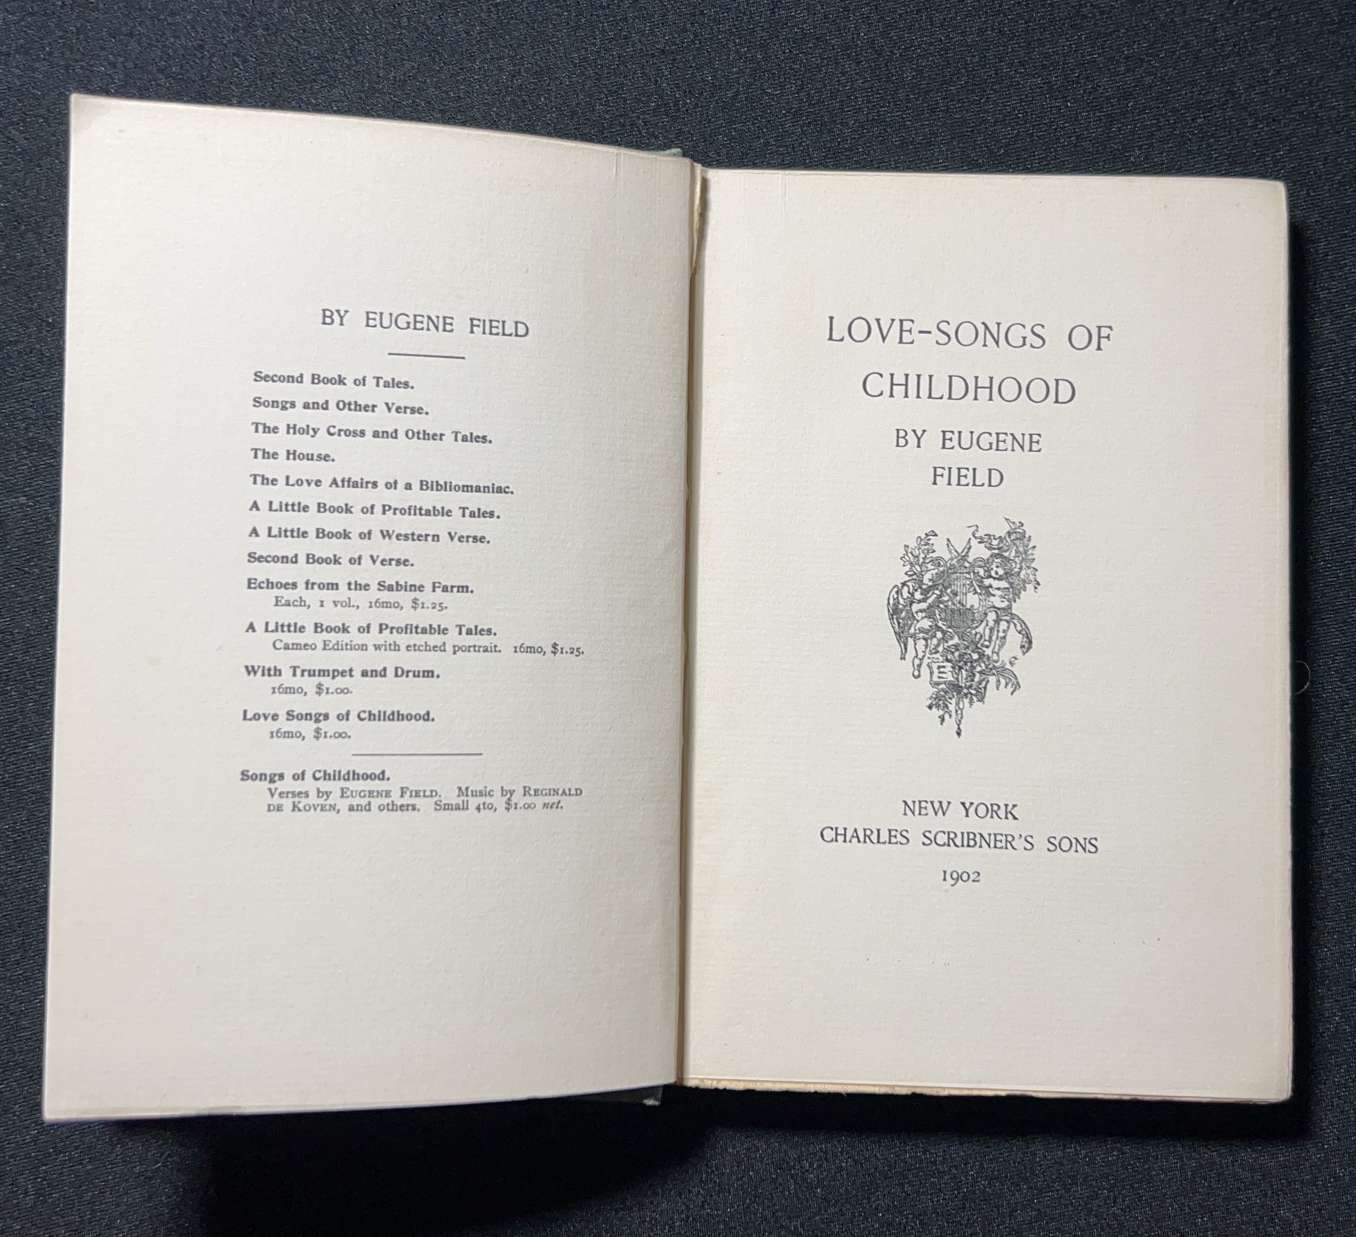 BY EUGENE FIELD
Second Book of Tales.
Songs and Other Verse.
The Holy Cross and Other Tales.
The House.
The Love Affairs of a Bibliomaniac.
A Little Book of Profitable Tales.
A Little Book of Western Verse.
Second Book of Verse.
Echoes from the Sabine Farm.
Each, 1 vol., 16mo, $1.25.
A Little Book of Profitable Tales.
Cameo Edition with etched portrait. 16mo, $1.25.
With Trumpet and Drum.
16mo, $1.00.
Love Songs of Childhood.
16mo, $1.00.
Songs of Childhood.
Verses by EUGENE FIELD. Music by REGINALD
DE KOVEN, and others. Small 4to, $1.00 net.
LOVE-SONGS OF
CHILDHOOD
BY EUGENE
FIELD
NEW YORK
CHARLES SCRIBNER'S SONS
1902